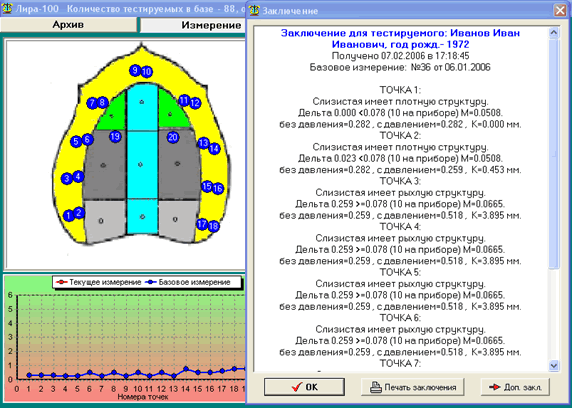 Лира-100 Количество тестируемых в базе - 88, о
Архив
Измерение
9 10
7 8
11 12
5 6
19
20
13 14
3 4
15 16
1 2
17 18
Текущее измерение
Базовое измерение
6
5
4
3
2
1
0
0 1 2 3 4 5 6 7 8 9 10 11 12 13 14 15 16 17 18 1
Номера точек
Заключение
Заключение для тестируемого: Иванов Иван
Иванович, год рожд.- 1972
Получено 07.02.2006 в 17:18:45
Базовое измерение: №36 от 06.01.2006
ТОЧКА 1:
Слизистая имеет плотную структуру.
Дельта 0.000 <0.078 (10 на приборе) М=0.0508.
без давления=0.282 , с давлением=0.282 , К=0.000 мм.
ТОЧКА 2:
Слизистая имеет плотную структуру.
Дельта 0.023 <0.078 (10 на приборе) М=0.0508.
без давления=0.282 , с давлением=0.259 , К=0.453 мм.
ТОЧКА 3:
Слизистая имеет рыхлую структуру.
Дельта 0.259 >=0.078 (10 на приборе) М=0.0665.
без давления=0.259 , с давлением=0.518 , К=3.895 мм.
ТОЧКА 4:
Слизистая имеет рыхлую структуру.
Дельта 0.259 >=0.078 (10 на приборе) М=0.0665.
без давления=0.259 , с давлением=0.518 , К=3.895 мм.
ТОЧКА 5:
Слизистая имеет рыхлую структуру.
Дельта 0.259 >=0.078 (10 на приборе) М=0.0665.
без давления=0.259 , с давлением=0.518 , К=3.895 мм.
ТОЧКА 6:
Слизистая имеет рыхлую структуру.
Дельта 0.259 >=0.078 (10 на приборе) М=0.0665.
без давления=0.259 , с давлением=0.518 , К=3.895 мм.
ТОЧКА 7:
OK
Печать заключения
Доп. закл.